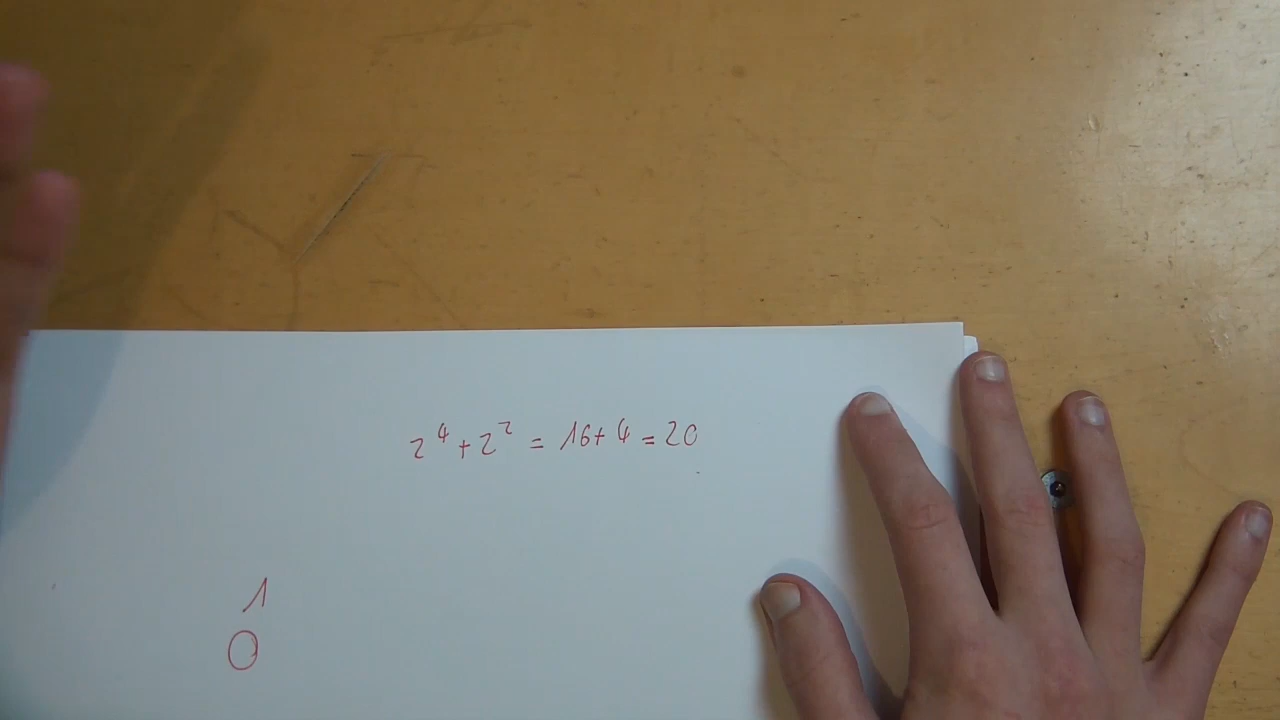 2⁴+2² = 16+4=20
1
0